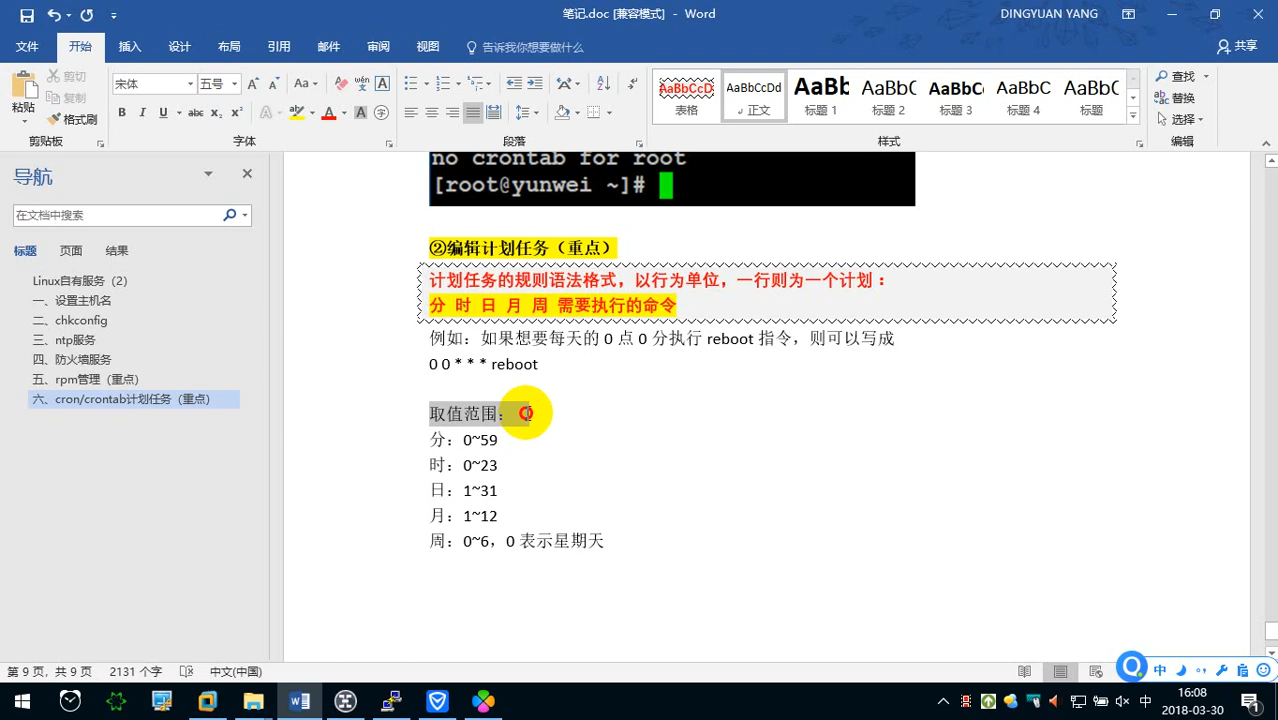 笔记.doc [兼容模式] - Word
DINGYUAN YANG
文件 开始 插入 设计 布局 引用 邮件 审阅 视图 告诉我你想要做什么 共享
粘贴 剪切 复制 格式刷
宋体 五号
AaBbCcD AaBbCcDd AaBb AaBbC AaBbC AaBbC AaBbC
表格 正文 标题 1 标题 2 标题 3 标题 4 标题
查找 替换 选择
剪贴板 字体 段落 样式 编辑
导航
在文档中搜索
标题 页面 结果
Linux自有服务（2）
一、设置主机名
二、chkconfig
三、ntp服务
四、防火墙服务
五、rpm管理（重点）
六、cron/crontab计划任务（重点）
no crontab for root
[root@yunwei ~]#
②编辑计划任务（重点）
计划任务的规则语法格式，以行为单位，一行则为一个计划：
分 时 日 月 周 需要执行的命令
例如：如果想要每天的 0 点 0 分执行 reboot 指令，则可以写成
0 0 * * * reboot
取值范围：
分：0~59
时：0~23
日：1~31
月：1~12
周：0~6，0 表示星期天
第 9 页，共 9 页 2131 个字 中文(中国)
中
中 16:08
2018-03-30